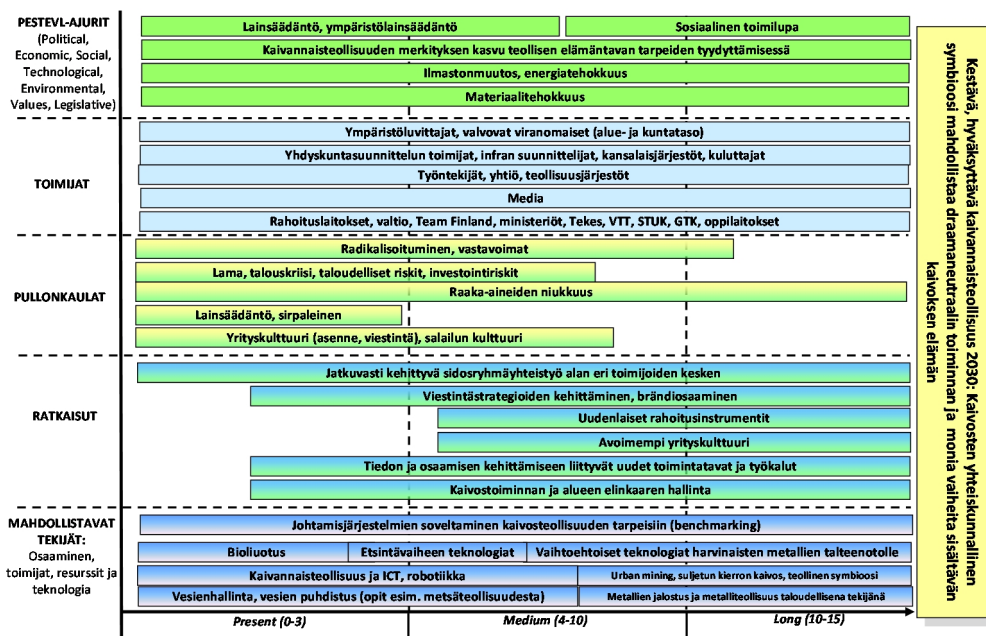 PESTEVL-AJURIT
(Political,
Economic, Social,
Technological,
Environmental,
Values, Legislative)
Lainsäädäntö, ympäristölainsäädäntö
Sosiaalinen toimilupa
Kaivannaisteollisuuden merkityksen kasvu teollisen elämäntavan tarpeiden tyydyttämisessä
Ilmastonmuutos, energiatehokkuus
Materiaalitehokkuus
TOIMIJAT
Ympäristöluvittajat, valvovat viranomaiset (alue- ja kuntataso)
Yhdyskuntasuunnittelun toimijat, infran suunnittelijat, kansalaisjärjestöt, kuluttajat
Työntekijät, yhtiö, teollisuusjärjestöt
Media
Rahoituslaitokset, valtio, Team Finland, ministeriöt, Tekes, VTT, STUK, GTK, oppilaitokset
PULLONKAULAT
Radikalisoituminen, vastavoimat
Lama, talouskriisi, taloudelliset riskit, investointiriskit
Raaka-aineiden niukkuus
Lainsäädäntö, sirpaleinen
Yrityskulttuuri (asenne, viestintä), salailun kulttuuri
RATKAISUT
Jatkuvasti kehittyvä sidosryhmäyhteistyö alan eri toimijoiden kesken
Viestintästrategioiden kehittäminen, brändiosaaminen
Uudenlaiset rahoitusinstrumentit
Avoimempi yrityskulttuuri
Tiedon ja osaamisen kehittämiseen liittyvät uudet toimintatavat ja työkalut
Kaivostoiminnan ja alueen elinkaaren hallinta
MAHDOLLISTAVAT
TEKIJÄT:
Osaaminen,
toimijat, resurssit ja
teknologia
Johtamisjärjestelmien soveltaminen kaivosteollisuuden tarpeisiin (benchmarking)
Bioliuotus
Etsintävaiheen teknologiat
Vaihtoehtoiset teknologiat harvinaisten metallien talteenotolle
Kaivannaisteollisuus ja ICT, robotiikka
Urban mining, suljetun kierron kaivos, teollinen symbioosi
Vesienhallinta, vesien puhdistus (opit esim. metsäteollisuudesta)
Metallien jalostus ja metalliteollisuus taloudellisena tekijänä
Present (0-3)
Medium (4-10)
Long (10-15)
Kestävä, hyväksyttävä kaivannaisteollisuus 2030: Kaivosten yhteiskunnallinen
symbioosi mahdollistaa draamaneutraalin toiminnan ja monia vaiheita sisältävän
kaivoksen elämän